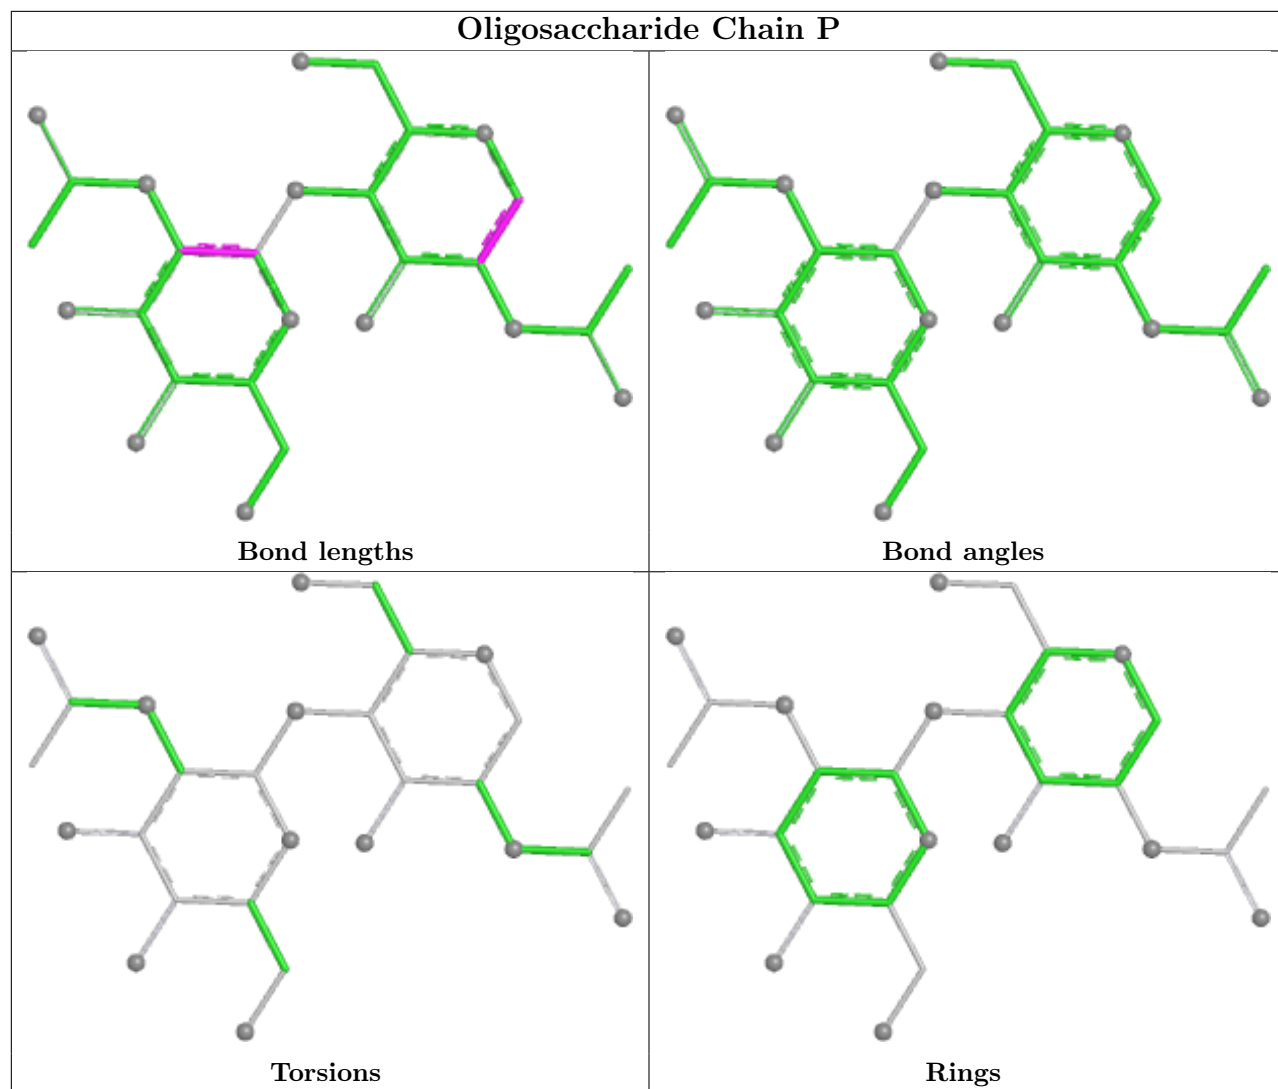 Oligosaccharide Chain P
Bond lengths
Bond angles
Torsions
Rings